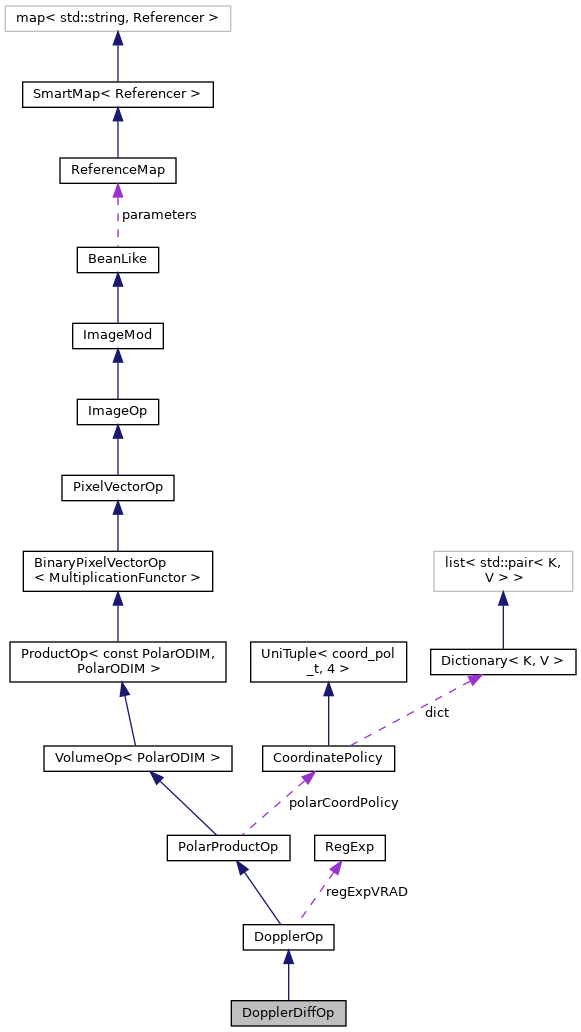 map< std::string, Referencer >
SmartMap< Referencer >
ReferenceMap
parameters
BeanLike
ImageMod
ImageOp
PixelVectorOp
BinaryPixelVectorOp
< MultiplicationFunctor >
list< std::pair< K,
V > >
ProductOp< const PolarODIM,
PolarODIM >
UniTuple< coord_pol
_t, 4 >
Dictionary< K, V >
dict
VolumeOp< PolarODIM >
CoordinatePolicy
polarCoordPolicy
PolarProductOp
RegExp
regExpVRAD
DopplerOp
DopplerDiffOp